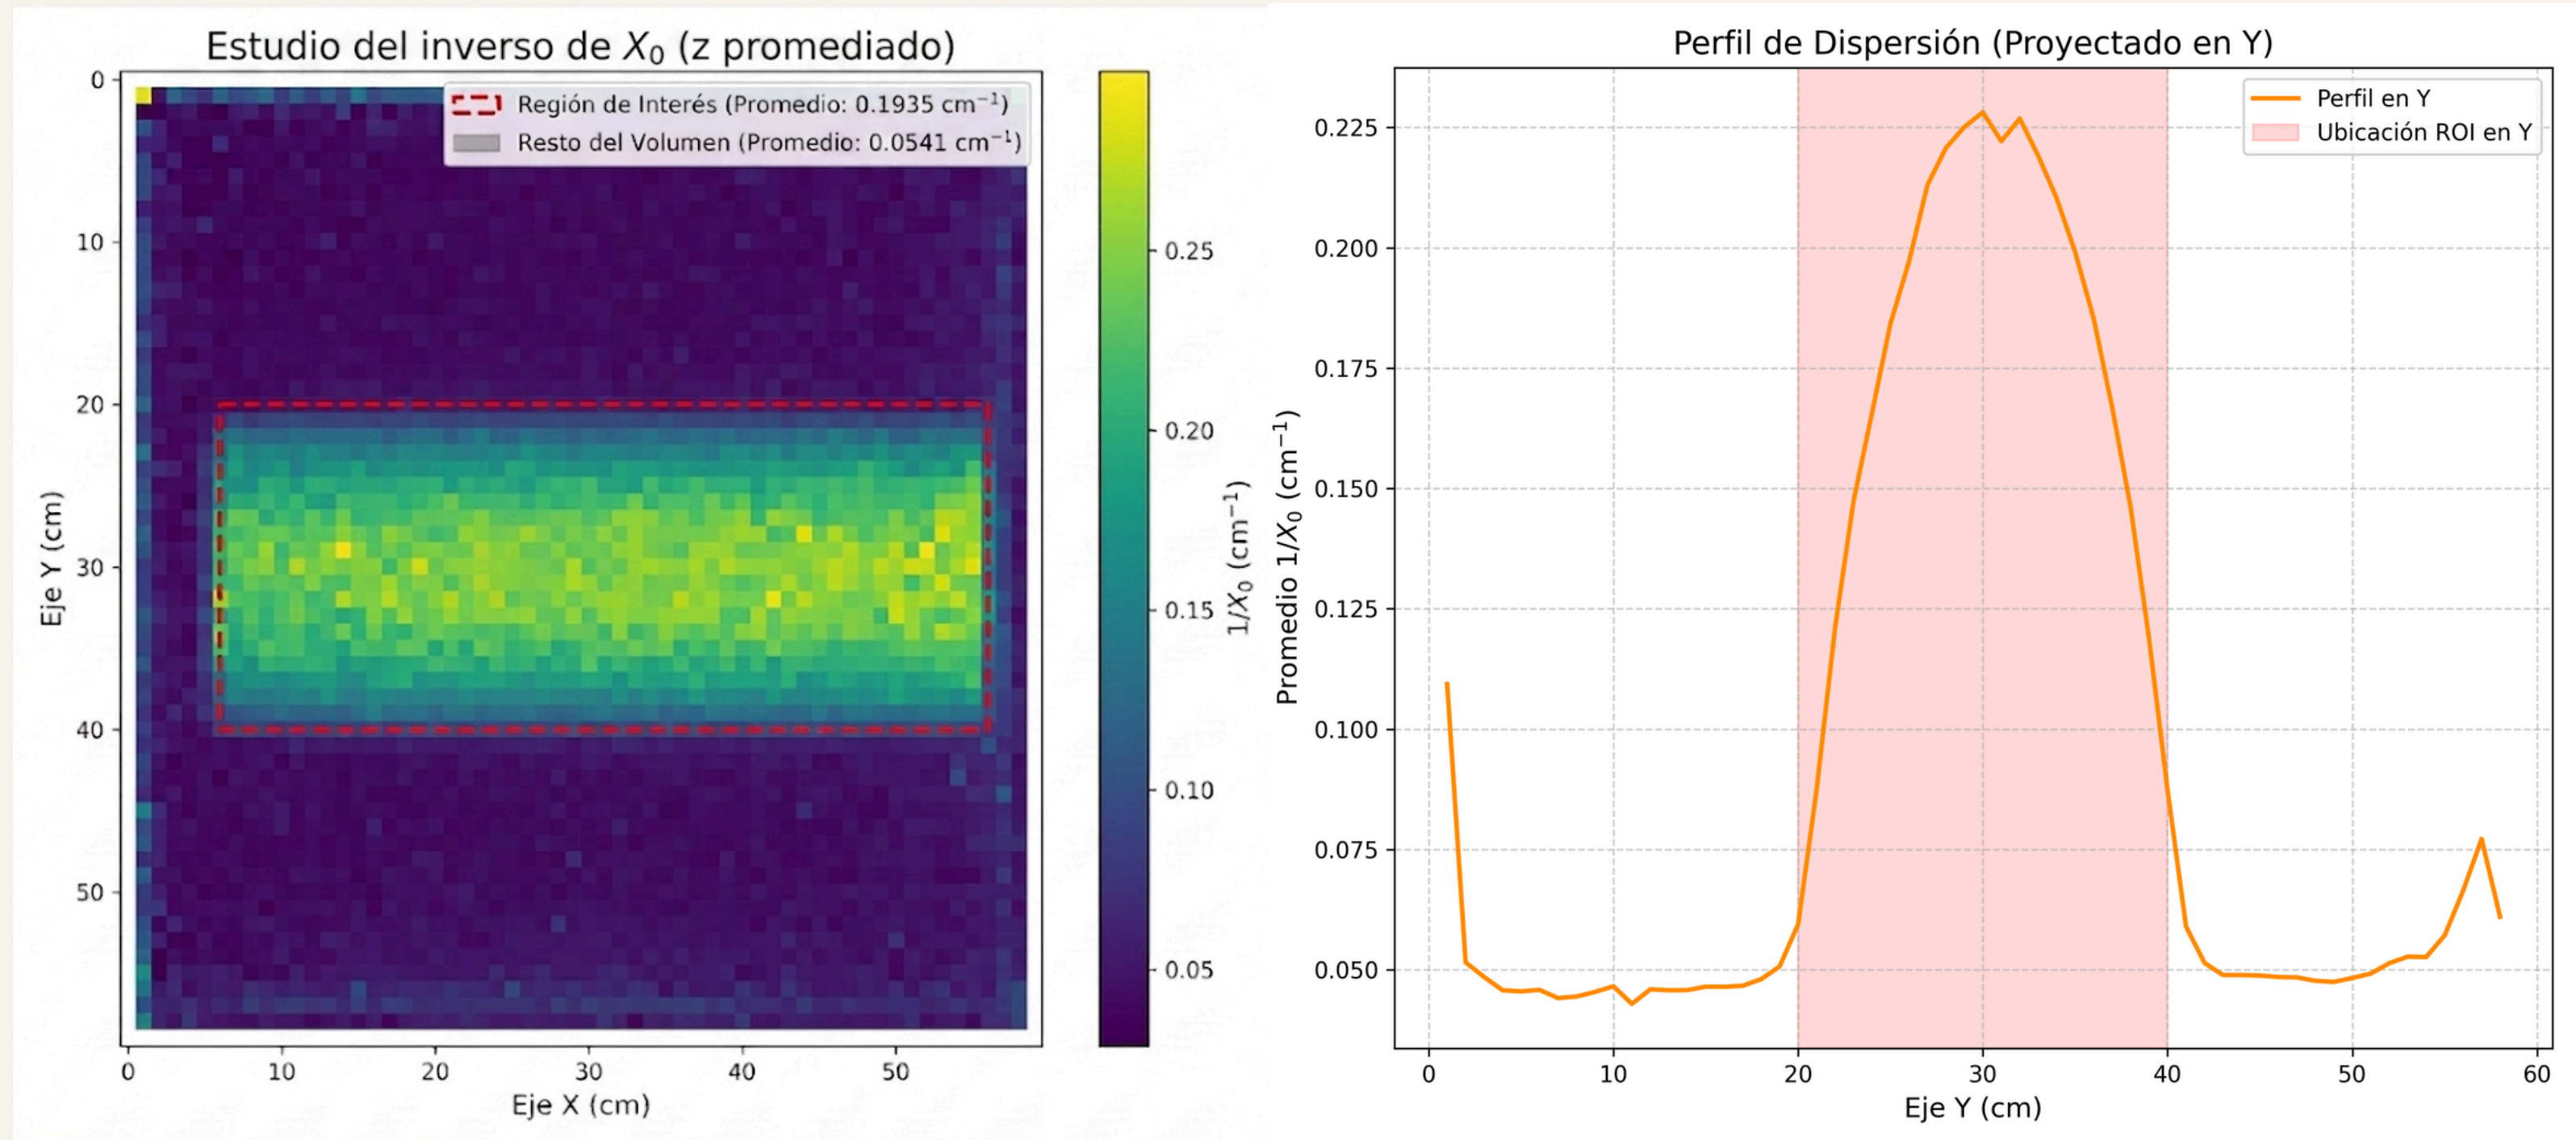 Estudio del inverso de X₀ (z promediado)
Región de Interés (Promedio: 0.1935 cm⁻¹)
Resto del Volumen (Promedio: 0.0541 cm⁻¹)
0
10
20
30
40
50
Eje Y (cm)
0 10 20 30 40 50
Eje X (cm)
0.25
0.20
0.15
0.10
0.05
1/X₀ (cm⁻¹)
Perfil de Dispersión (Proyectado en Y)
Perfil en Y
Ubicación ROI en Y
0.225
0.200
0.175
0.150
0.125
0.100
0.075
0.050
Promedio 1/X₀ (cm⁻¹)
0 10 20 30 40 50 60
Eje Y (cm)